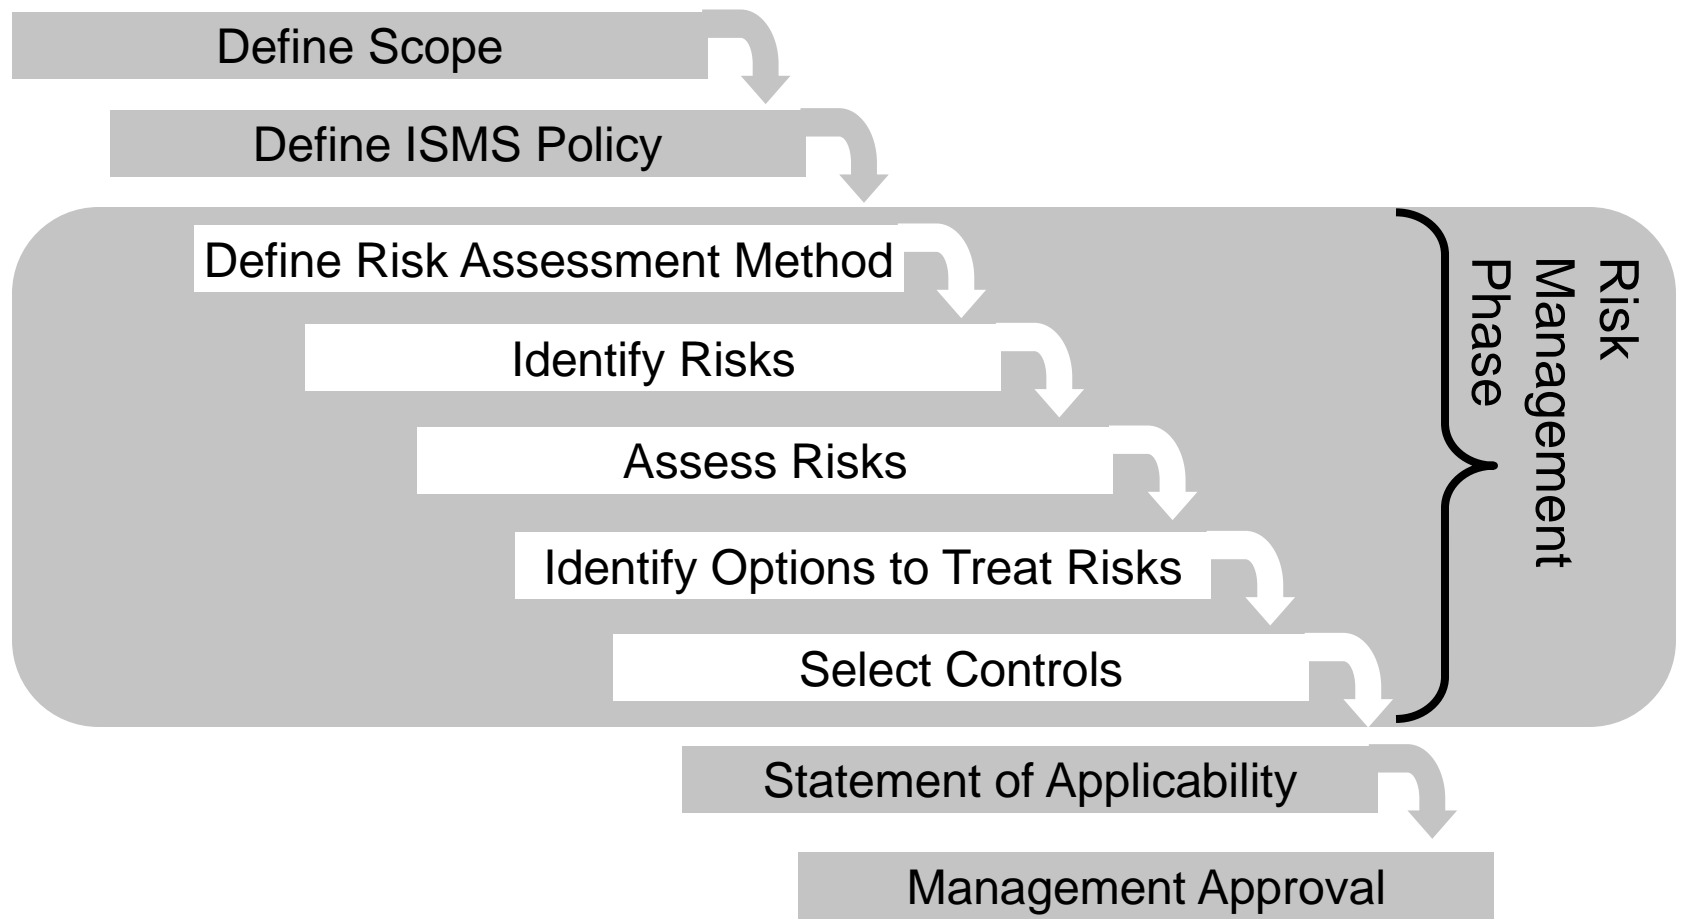 Define Scope
Define ISMS Policy
Define Risk Assessment Method
Identify Risks
Assess Risks
Identify Options to Treat Risks
Select Controls
Risk
Management
Phase
Statement of Applicability
Management Approval